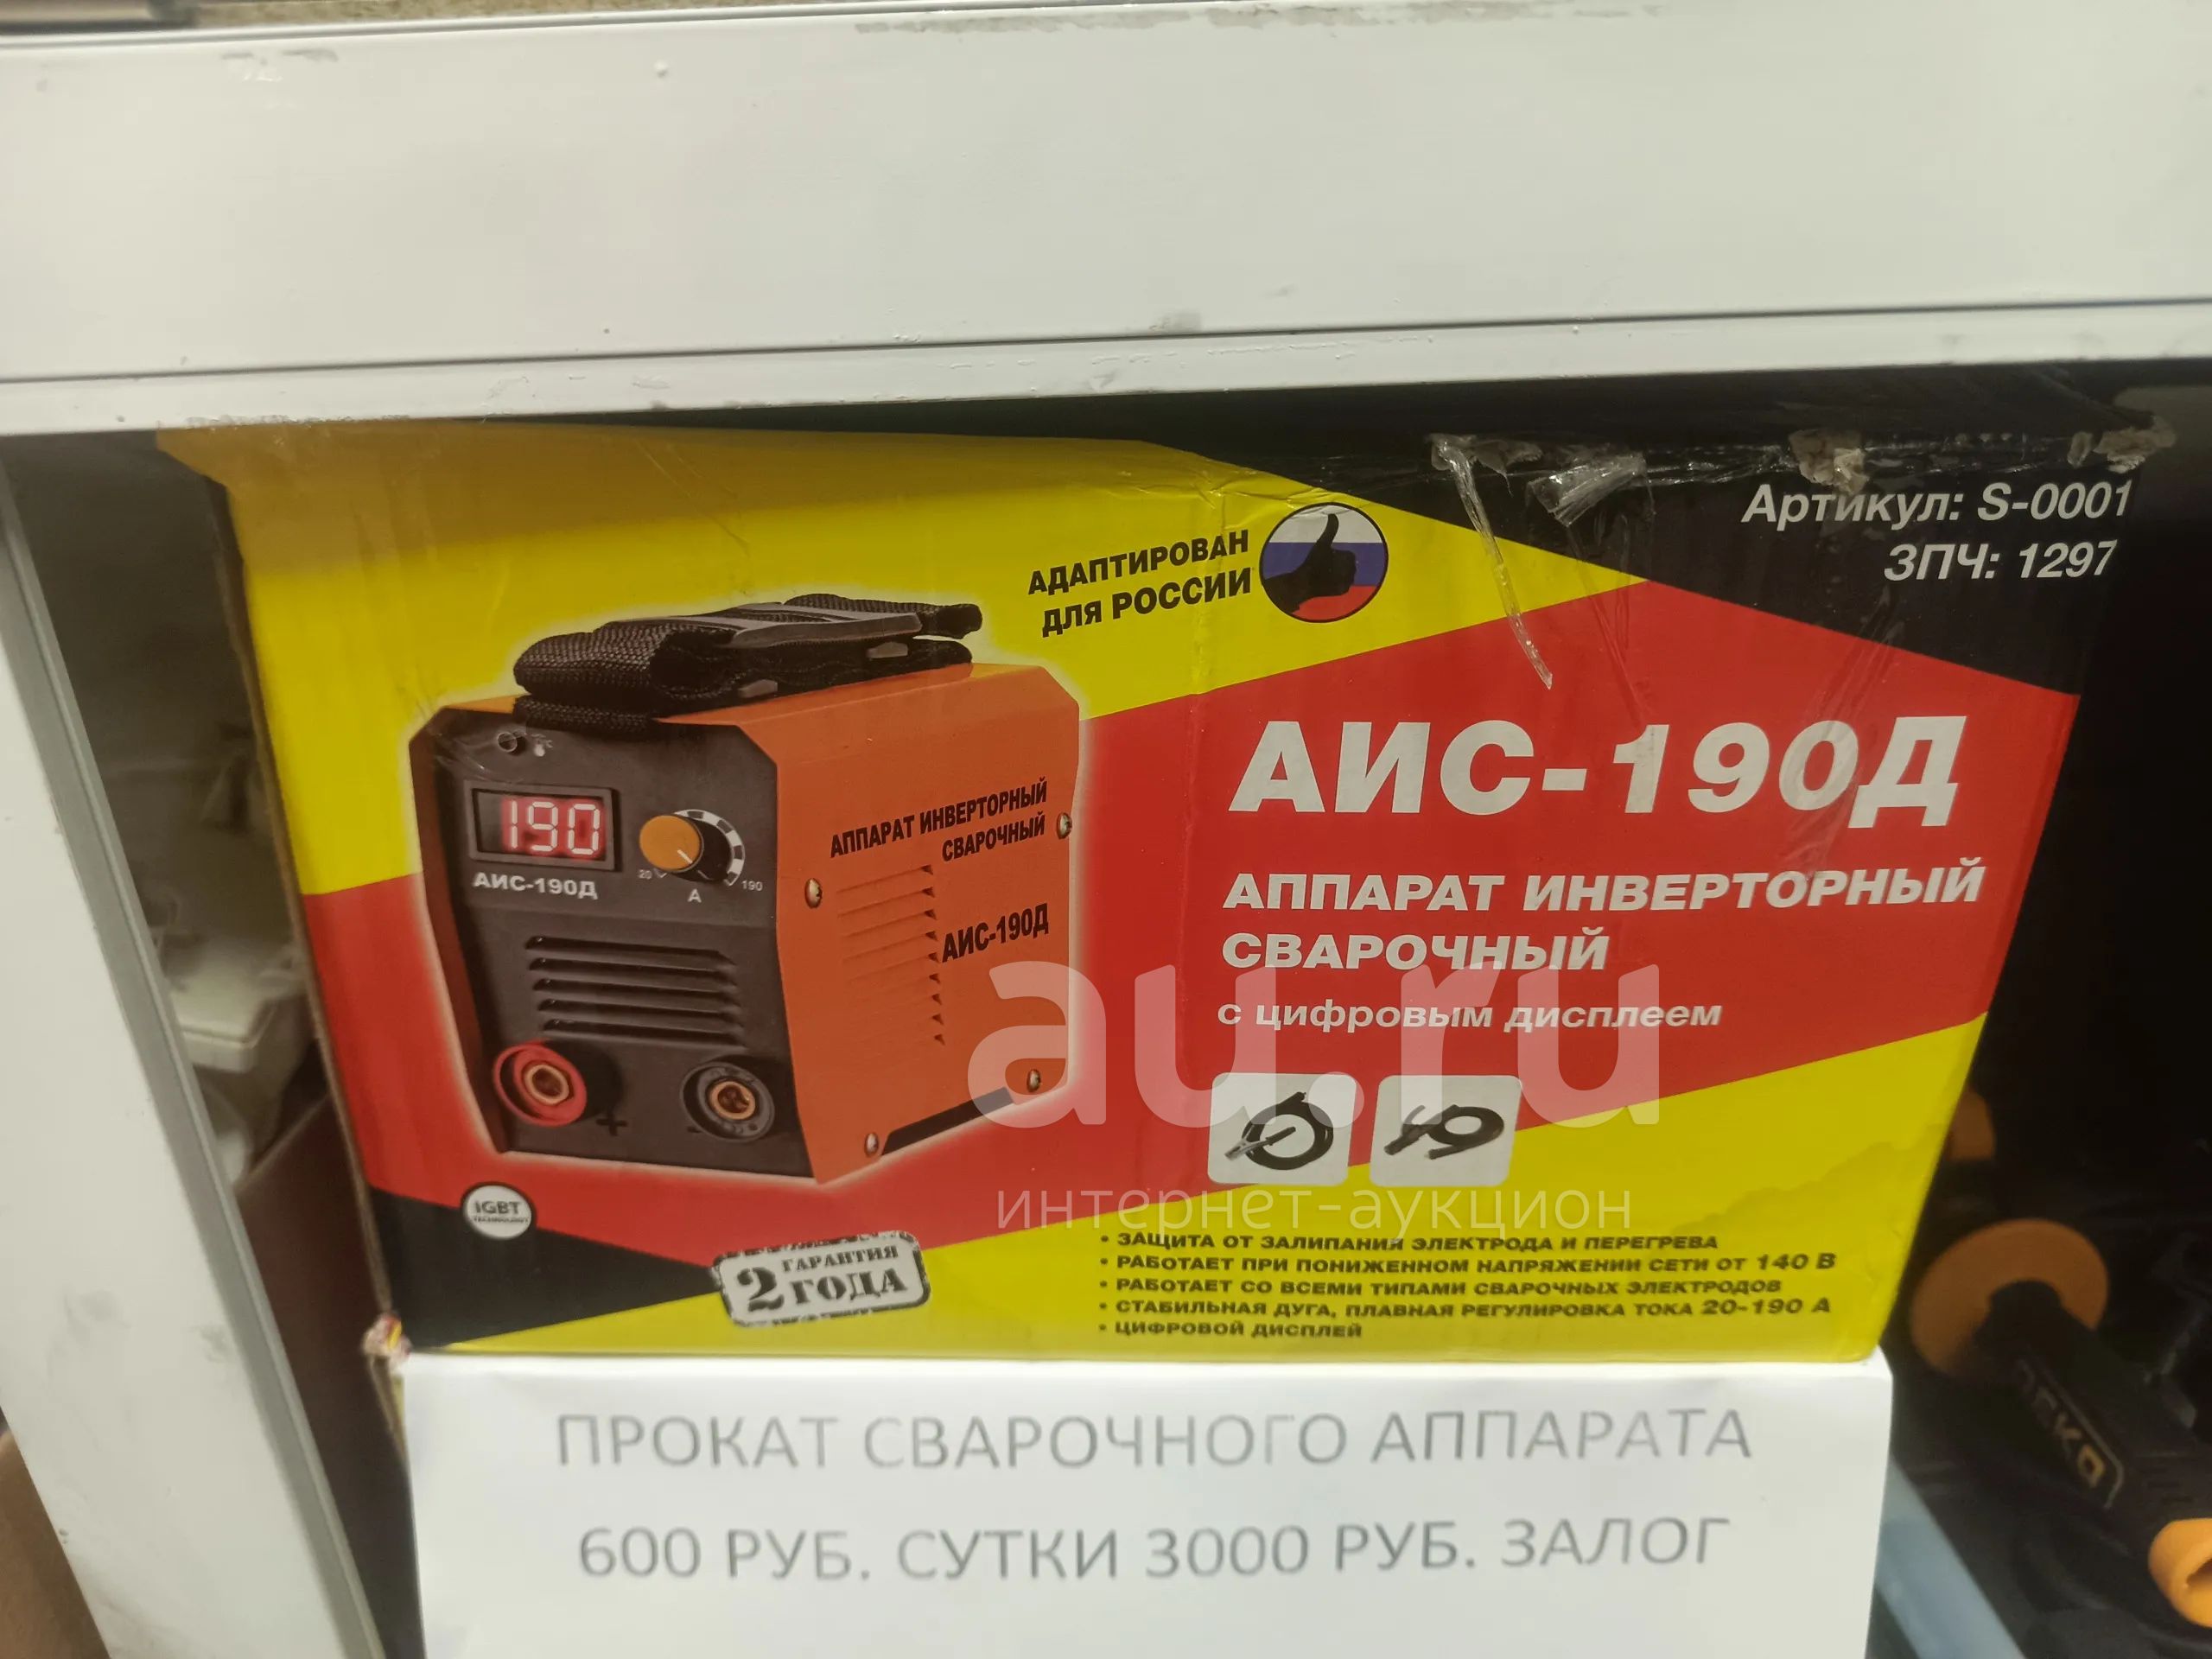 Артикул: S-0001
ЗПЧ: 1297
АДАПТИРОВАН
ДЛЯ РОССИИ
АИС-190Д
АППАРАТ ИНВЕРТОРНЫЙ
СВАРОЧНЫЙ
с цифровым дисплеем
190
АИС-190Д
20
А
190
АППАРАТ ИНВЕРТОРНЫЙ
СВАРОЧНЫЙ
АИС-190Д
+
-
au.ru
интернет-аукцион
IGBT
TECHNOLOGY
ГАРАНТИЯ
2 ГОДА
• ЗАЩИТА ОТ ЗАЛИПАНИЯ ЭЛЕКТРОДА И ПЕРЕГРЕВА
• РАБОТАЕТ ПРИ ПОНИЖЕННОМ НАПРЯЖЕНИИ СЕТИ ОТ 140 В
• РАБОТАЕТ СО ВСЕМИ ТИПАМИ СВАРОЧНЫХ ЭЛЕКТРОДОВ
• СТАБИЛЬНАЯ ДУГА, ПЛАВНАЯ РЕГУЛИРОВКА ТОКА 20-190 А
• ЦИФРОВОЙ ДИСПЛЕЙ
ПРОКАТ СВАРОЧНОГО АППАРАТА
600 РУБ. СУТКИ 3000 РУБ. ЗАЛОГ